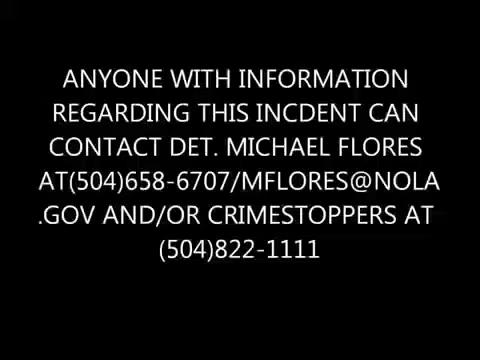 ANYONE WITH INFORMATION
REGARDING THIS INCDENT CAN
CONTACT DET. MICHAEL FLORES
AT(504)658-6707/MFLORES@NOLA
.GOV AND/OR CRIMESTOPPERS AT
(504)822-1111